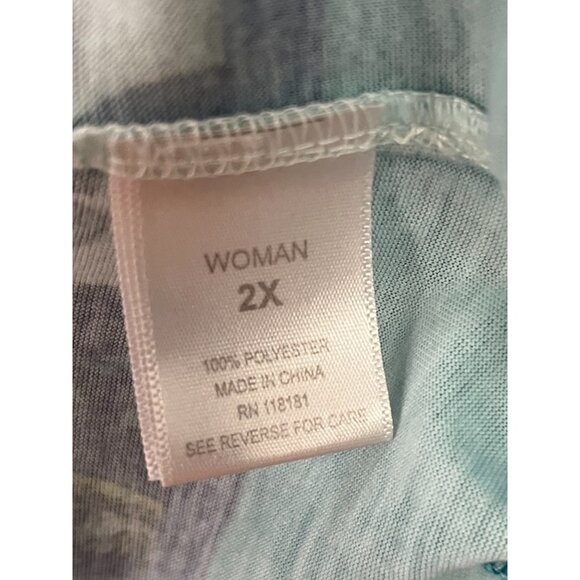 WOMAN
2X
100% POLYESTER
MADE IN CHINA
RN 118181
SEE REVERSE FOR CARE